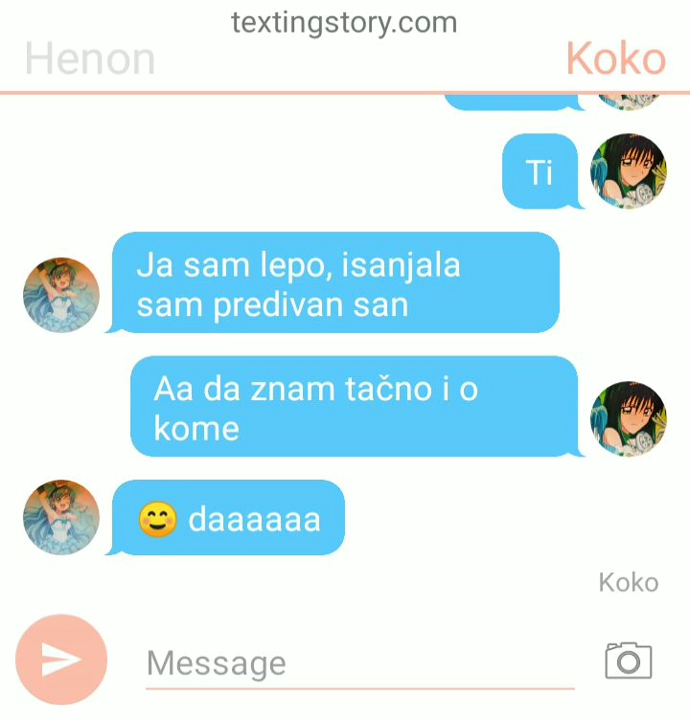 textingstory.com
Henon
Koko
Ti
Ja sam lepo, isanjala
sam predivan san
Aa da znam tačno i o
kome
😊 daaaaaa
Koko
Message